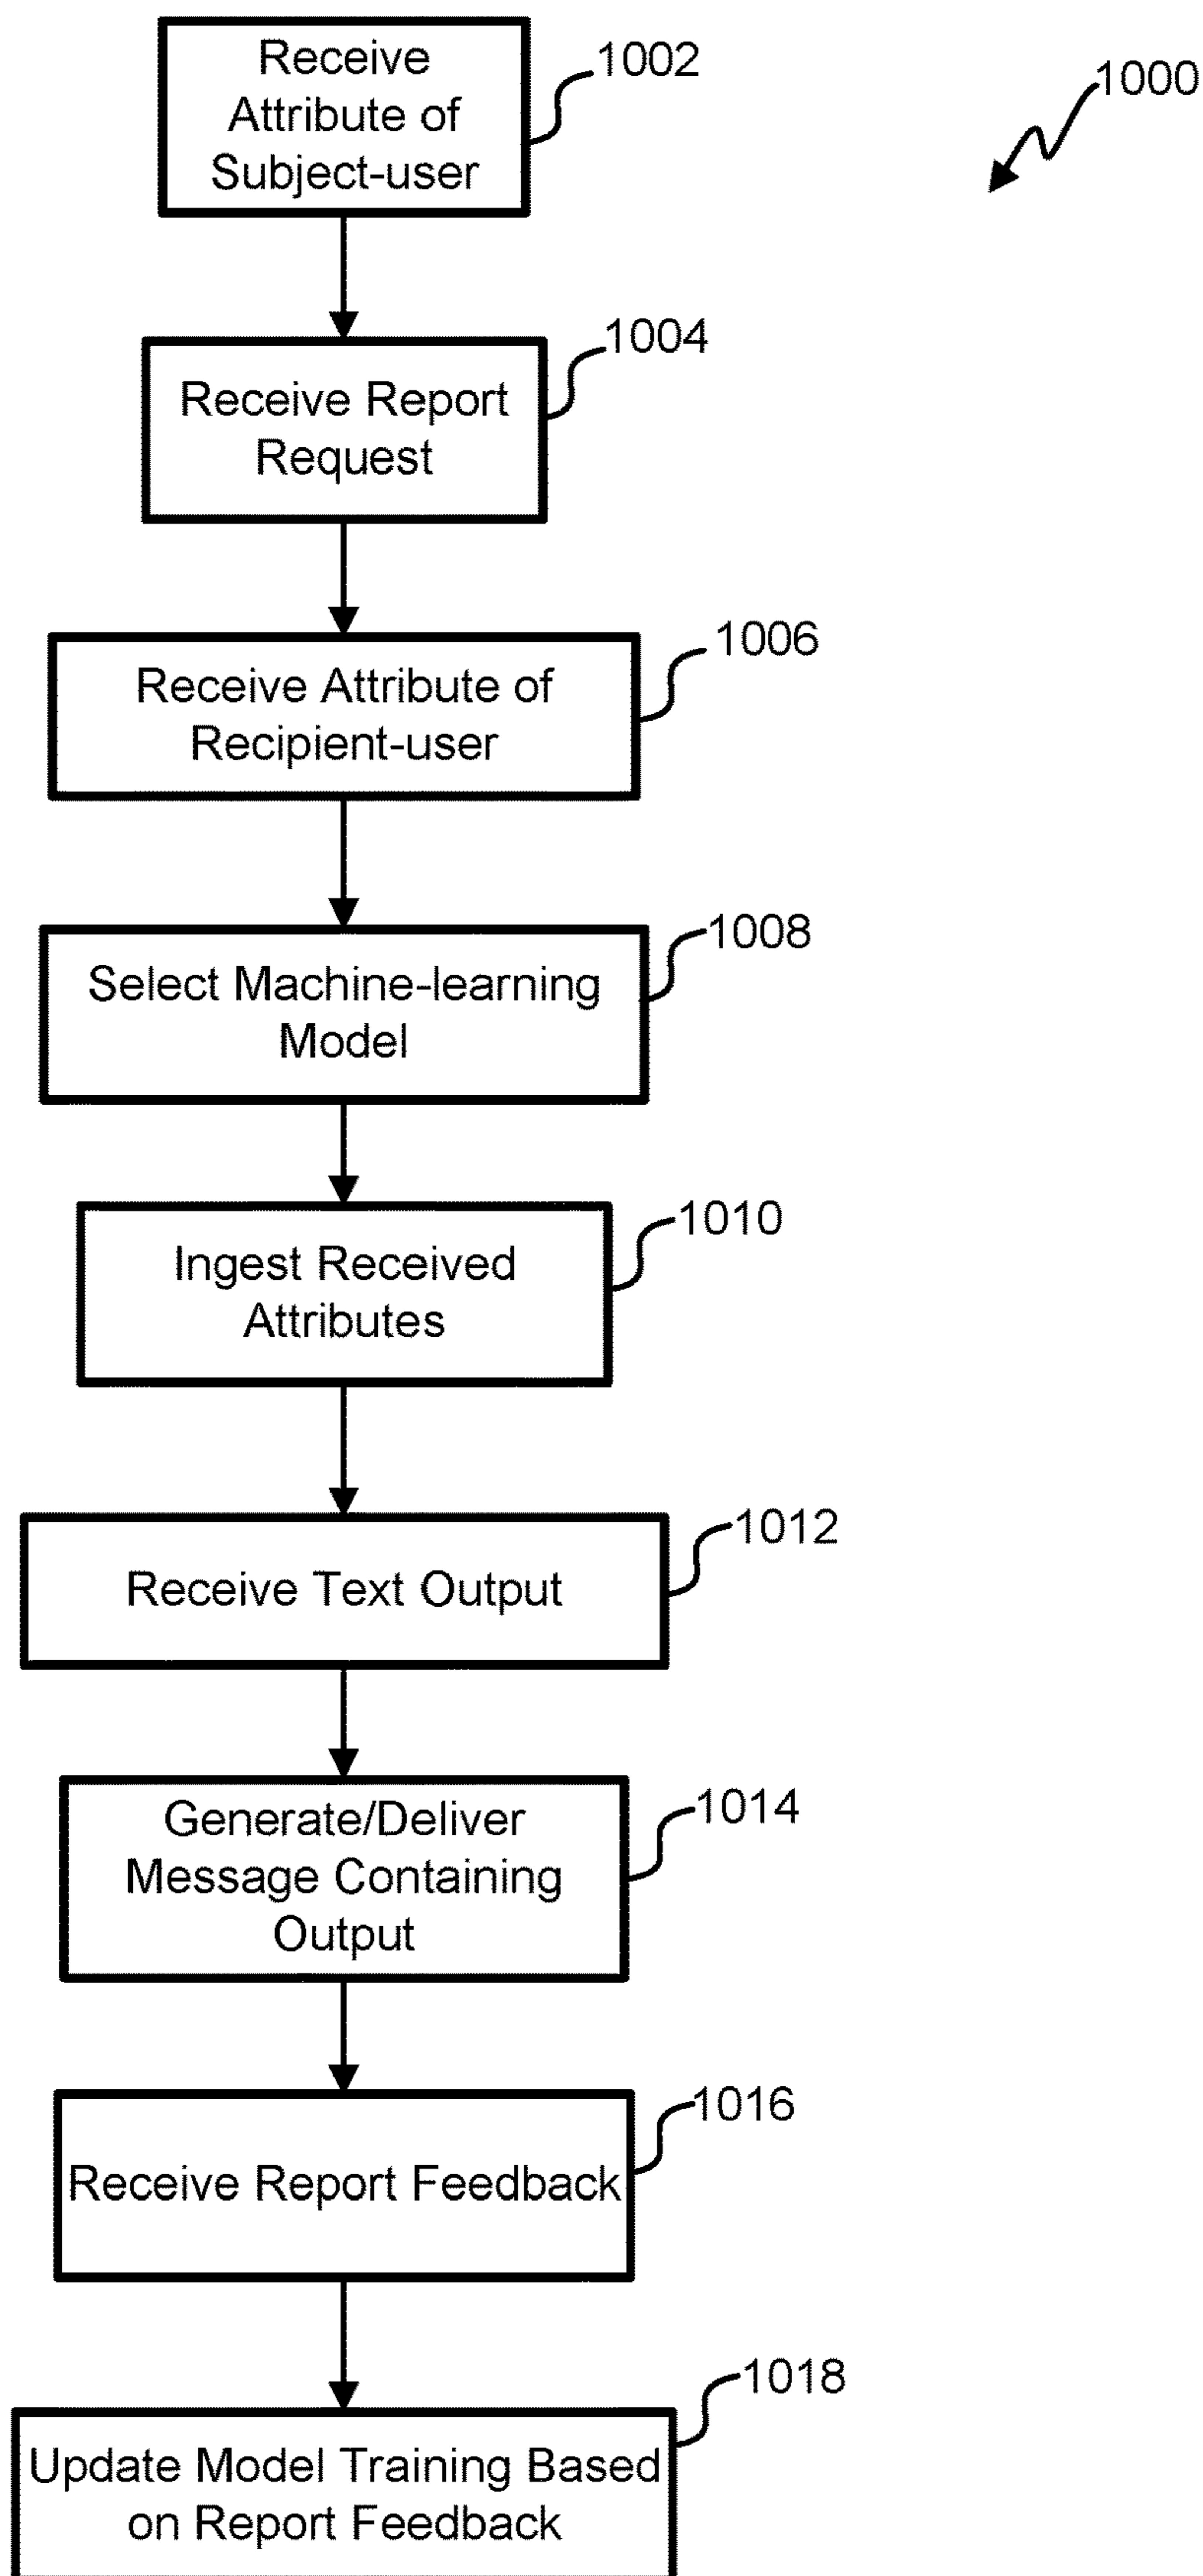 Receive
Attribute of
Subject-user
1002
1000
Receive Report
Request
1004
Receive Attribute of
Recipient-user
1006
Select Machine-learning
Model
1008
Ingest Received
Attributes
1010
Receive Text Output
1012
Generate/Deliver
Message Containing
Output
1014
Receive Report Feedback
1016
Update Model Training Based
on Report Feedback
1018